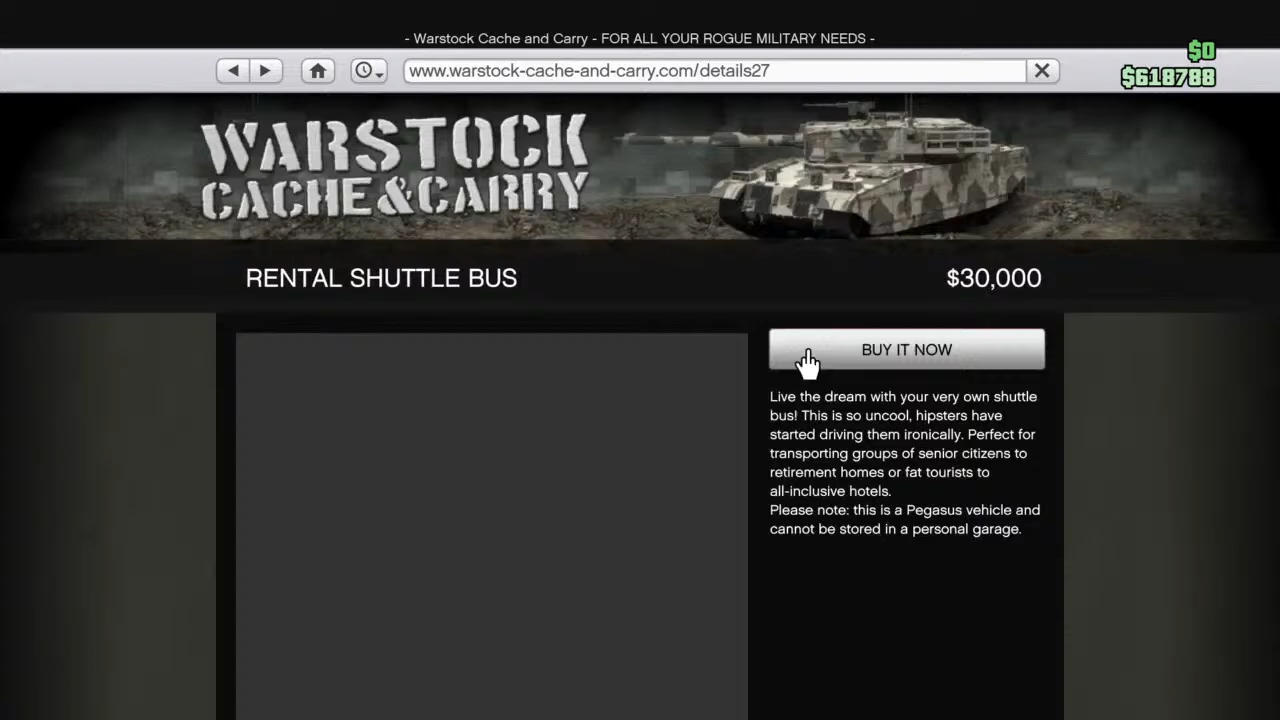 - Warstock Cache and Carry - FOR ALL YOUR ROGUE MILITARY NEEDS -
$0
www.warstock-cache-and-carry.com/details27
$618788
WARSTOCK
CACHE&CARRY
RENTAL SHUTTLE BUS
$30,000
BUY IT NOW
Live the dream with your very own shuttle
bus! This is so uncool, hipsters have
started driving them ironically. Perfect for
transporting groups of senior citizens to
retirement homes or fat tourists to
all-inclusive hotels.
Please note: this is a Pegasus vehicle and
cannot be stored in a personal garage.